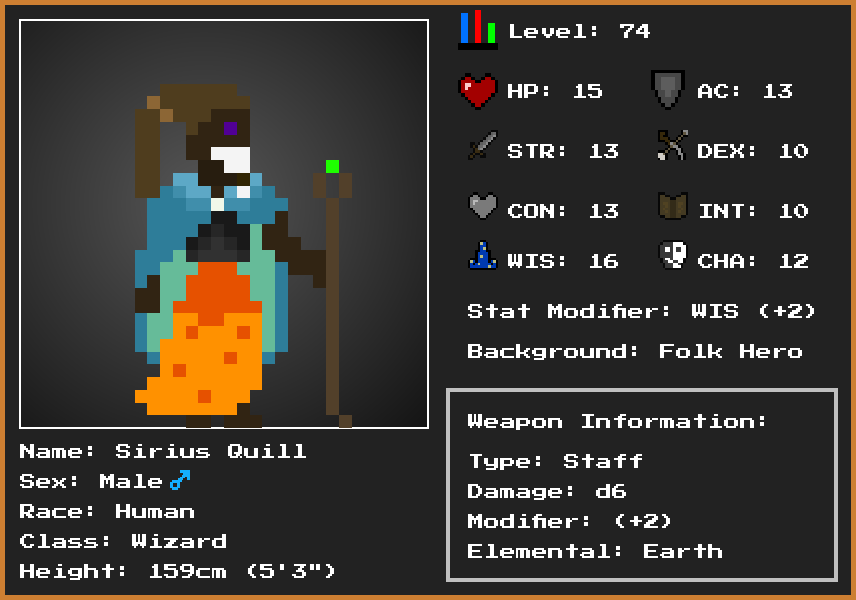 Level: 74
HP: 15
AC: 13
STR: 13
DEX: 10
CON: 13
INT: 10
WIS: 16
CHA: 12
Stat Modifier: WIS (+2)
Background: Folk Hero
Name: Sirius Quill
Sex: Male♂
Race: Human
Class: Wizard
Height: 159cm (5'3")
Weapon Information:
Type: Staff
Damage: d6
Modifier: (+2)
Elemental: Earth